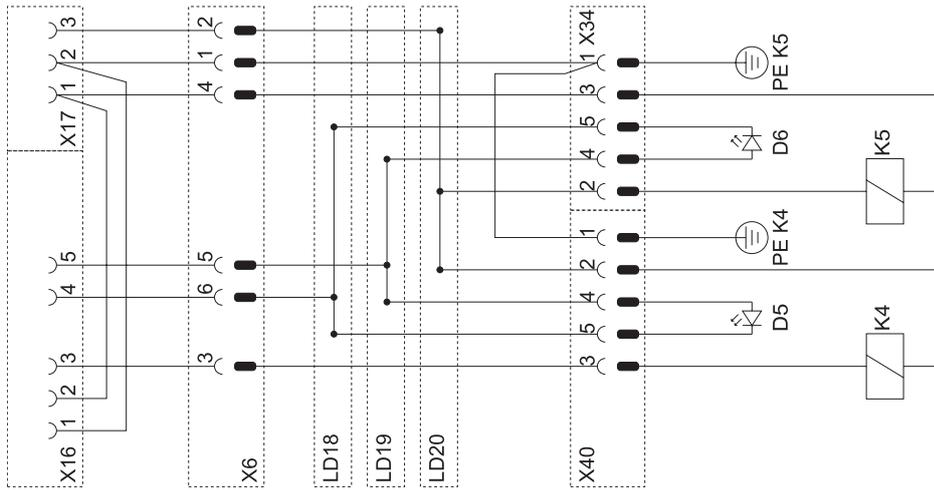 X16 1 2 3 4 5 X17 1 2 3
3 6 5 4 1 2
X6
LD18
LD19
LD20
X40 3 5 4 2 1 2 4 5 3 1 X34
D5 PE K4 D6 PE K5
K4 K5